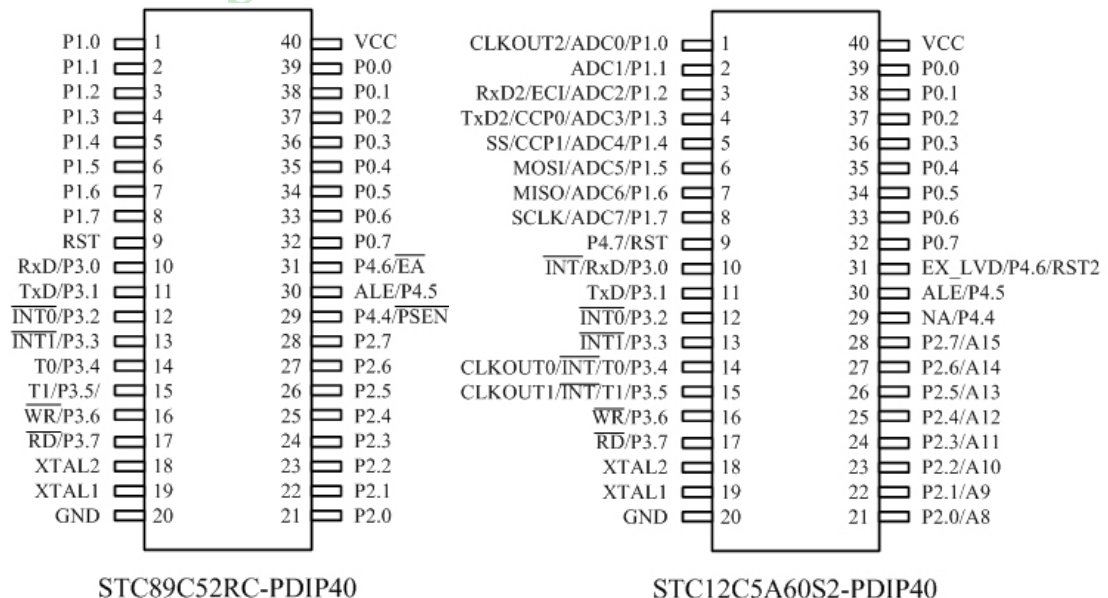 P1.0 1 40 VCC
P1.1 2 39 P0.0
P1.2 3 38 P0.1
P1.3 4 37 P0.2
P1.4 5 36 P0.3
P1.5 6 35 P0.4
P1.6 7 34 P0.5
P1.7 8 33 P0.6
RST 9 32 P0.7
RxD/P3.0 10 31 P4.6/E̅A̅
TxD/P3.1 11 30 ALE/P4.5
I̅N̅T̅0̅/P3.2 12 29 P4.4/P̅S̅E̅N̅
I̅N̅T̅1̅/P3.3 13 28 P2.7
T0/P3.4 14 27 P2.6
T1/P3.5/ 15 26 P2.5
W̅R̅/P3.6 16 25 P2.4
R̅D̅/P3.7 17 24 P2.3
XTAL2 18 23 P2.2
XTAL1 19 22 P2.1
GND 20 21 P2.0
STC89C52RC-PDIP40
CLKOUT2/ADC0/P1.0 1 40 VCC
ADC1/P1.1 2 39 P0.0
RxD2/ECI/ADC2/P1.2 3 38 P0.1
TxD2/CCP0/ADC3/P1.3 4 37 P0.2
SS/CCP1/ADC4/P1.4 5 36 P0.3
MOSI/ADC5/P1.5 6 35 P0.4
MISO/ADC6/P1.6 7 34 P0.5
SCLK/ADC7/P1.7 8 33 P0.6
P4.7/RST 9 32 P0.7
I̅N̅T̅/RxD/P3.0 10 31 EX_LVD/P4.6/RST2
TxD/P3.1 11 30 ALE/P4.5
I̅N̅T̅0̅/P3.2 12 29 NA/P4.4
I̅N̅T̅1̅/P3.3 13 28 P2.7/A15
CLKOUT0/I̅N̅T̅/T0/P3.4 14 27 P2.6/A14
CLKOUT1/I̅N̅T̅/T1/P3.5 15 26 P2.5/A13
W̅R̅/P3.6 16 25 P2.4/A12
R̅D̅/P3.7 17 24 P2.3/A11
XTAL2 18 23 P2.2/A10
XTAL1 19 22 P2.1/A9
GND 20 21 P2.0/A8
STC12C5A60S2-PDIP40